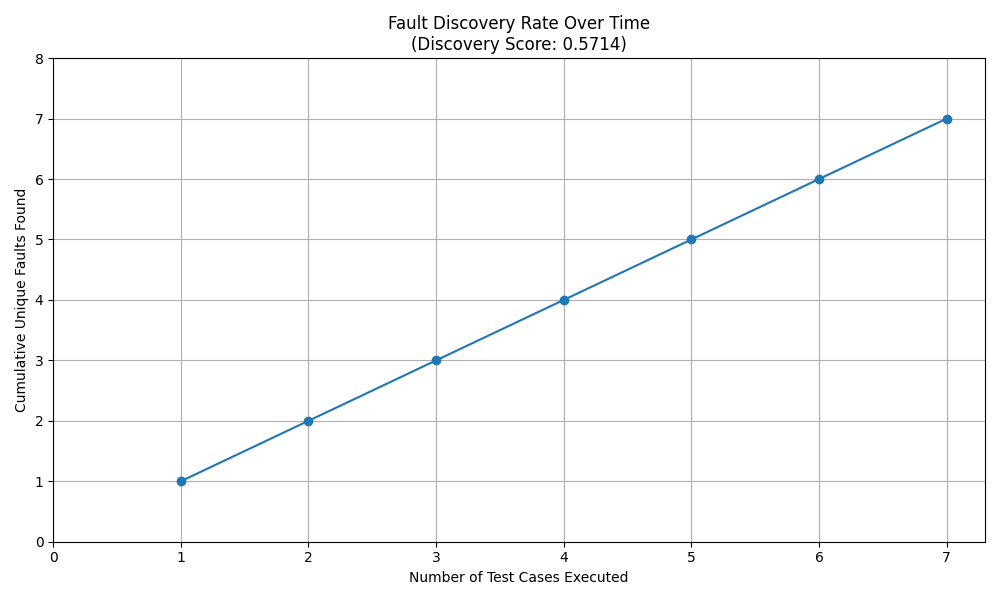 Fault Discovery Rate Over Time
(Discovery Score: 0.5714)
Cumulative Unique Faults Found
8
7
6
5
4
3
2
1
0
0 1 2 3 4 5 6 7
Number of Test Cases Executed